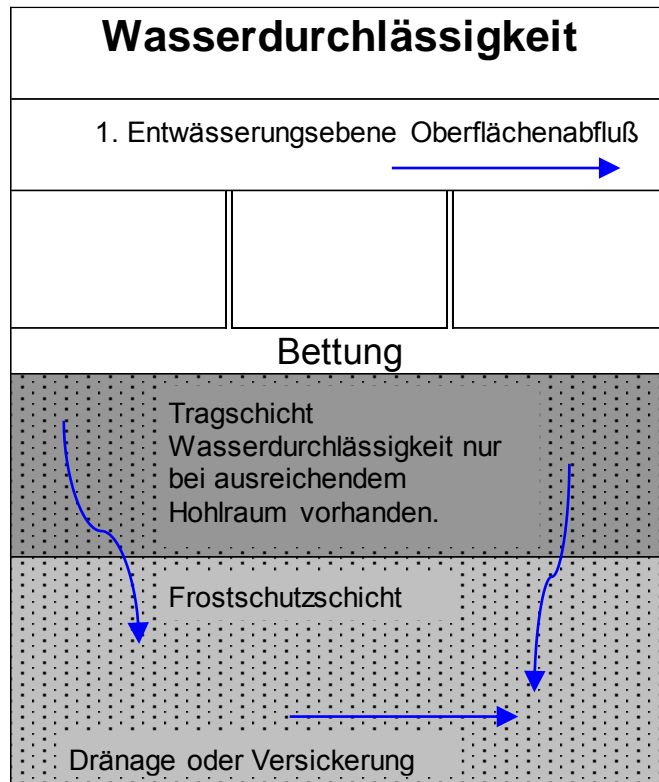 Wasserdurchlässigkeit
1. Entwässerungsebene Oberflächenabfluß
Bettung
Tragschicht
Wasserdurchlässigkeit nur
bei ausreichendem
Hohlraum vorhanden.
Frostschutzschicht
Dränage oder Versickerung